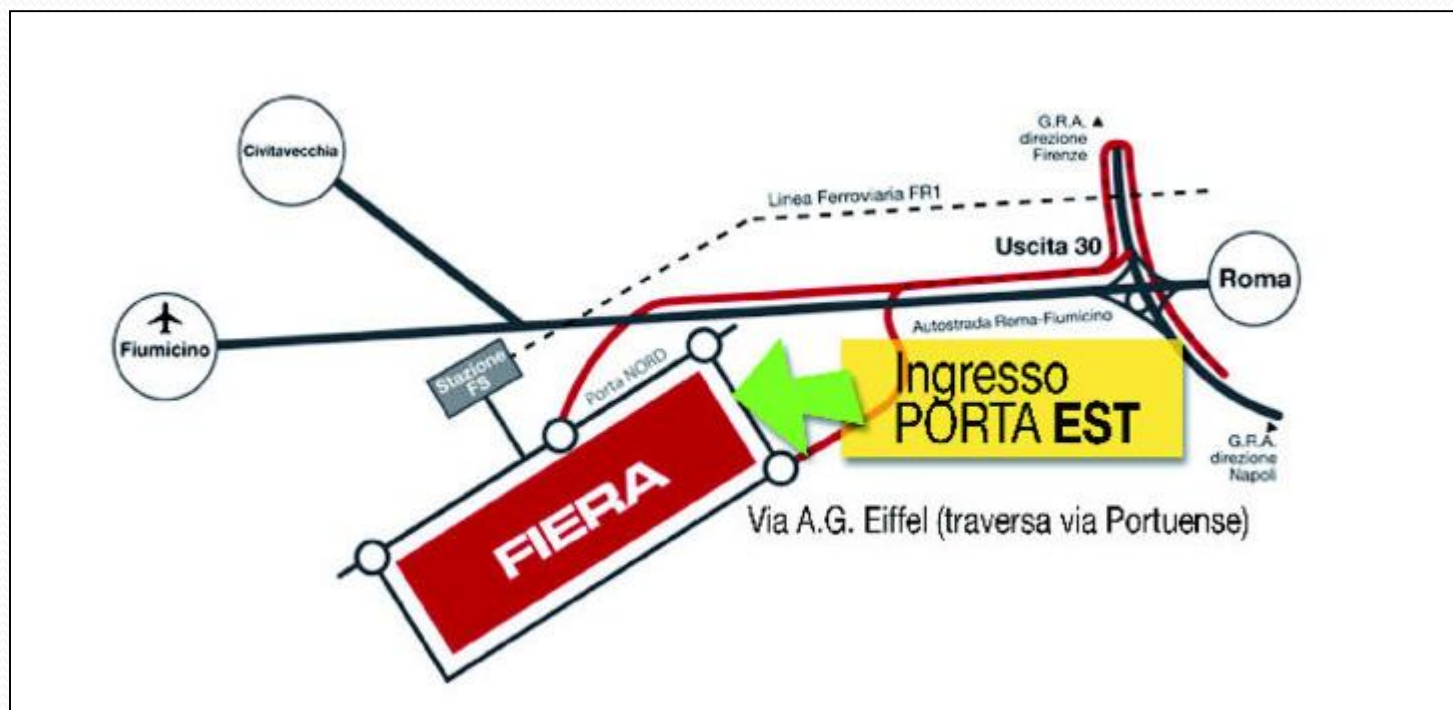 G.R.A. ▲
direzione
Firenze
Civitavecchia
Linea Ferroviaria FR1
Uscita 30
Roma
Fiumicino
Autostrada Roma-Fiumicino
Stazione
FS
Porta NORD
Ingresso
PORTA EST
G.R.A.
direzione
Napoli
FIERA
Via A.G. Eiffel (traversa via Portuense)